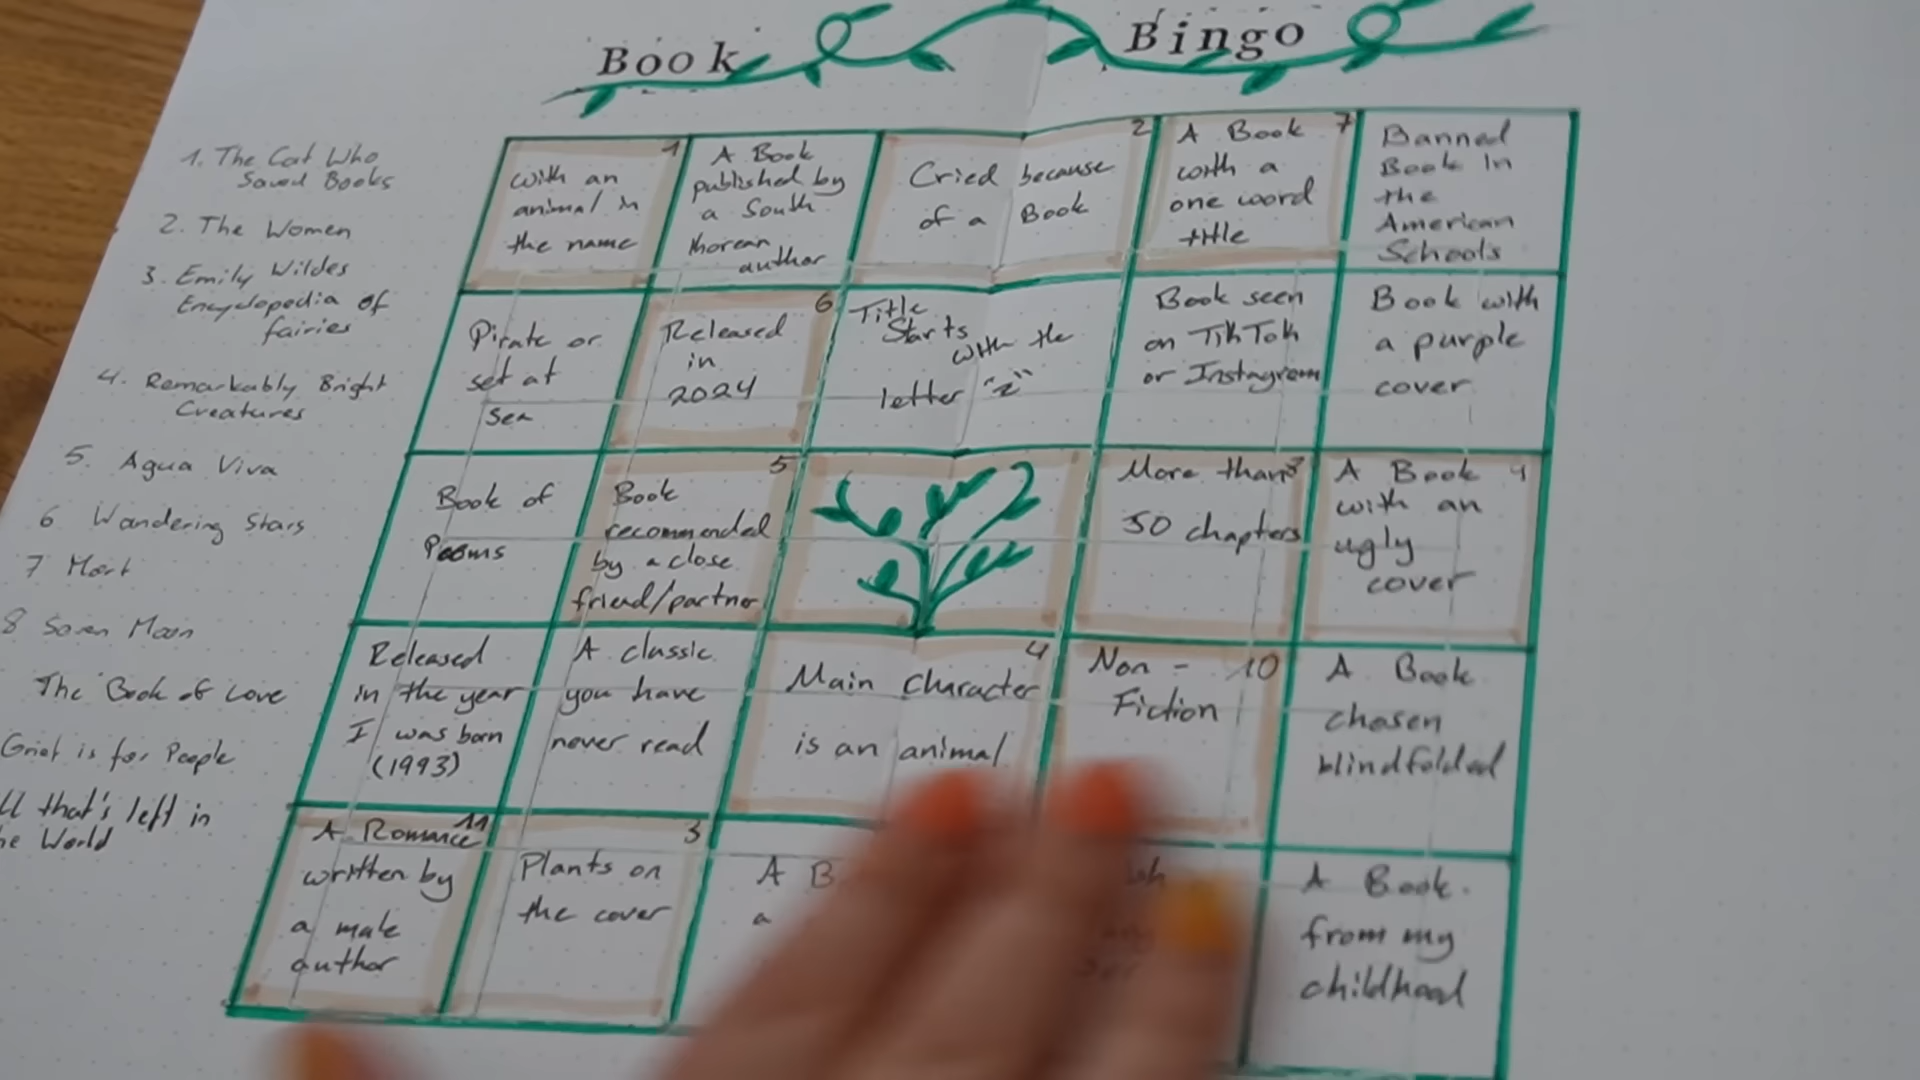 Book Bingo
1. The Cat Who
Saved Books
2. The Women
3. Emily Wildes
Encyclopedia of
fairies
4. Remarkably Bright
Creatures
5. Agua Viva
6 Wandering Stars
7 Mort
8 Seven Moon
The Book of Love
Grief is for People
ll that's left in
he World
1
with an
animal in
the name
A Book
published by
a South
Korean
author
2
Cried because
of a Book
7
A Book
with a
one word
title
Banned
Book In
the
American
Schools
Pirate or
set at
sea
6
Released
in
2024
Title
Starts
with the
letter "z"
Book seen
on TikTok
or Instagram
Book with
a purple
cover
Book of
Poems
5
Book
recommended
by a close
friend/partner
More than
50 chapters
A Book
with an
ugly
cover
Released
in the year
I was born
(1993)
A classic
you have
never read
4
Main Character
is an animal
10
Non-
Fiction
A Book
chosen
blindfolded
11
A Romance
written by
a male
author
3
Plants on
the cover
A B
a
A Book
from my
childhood